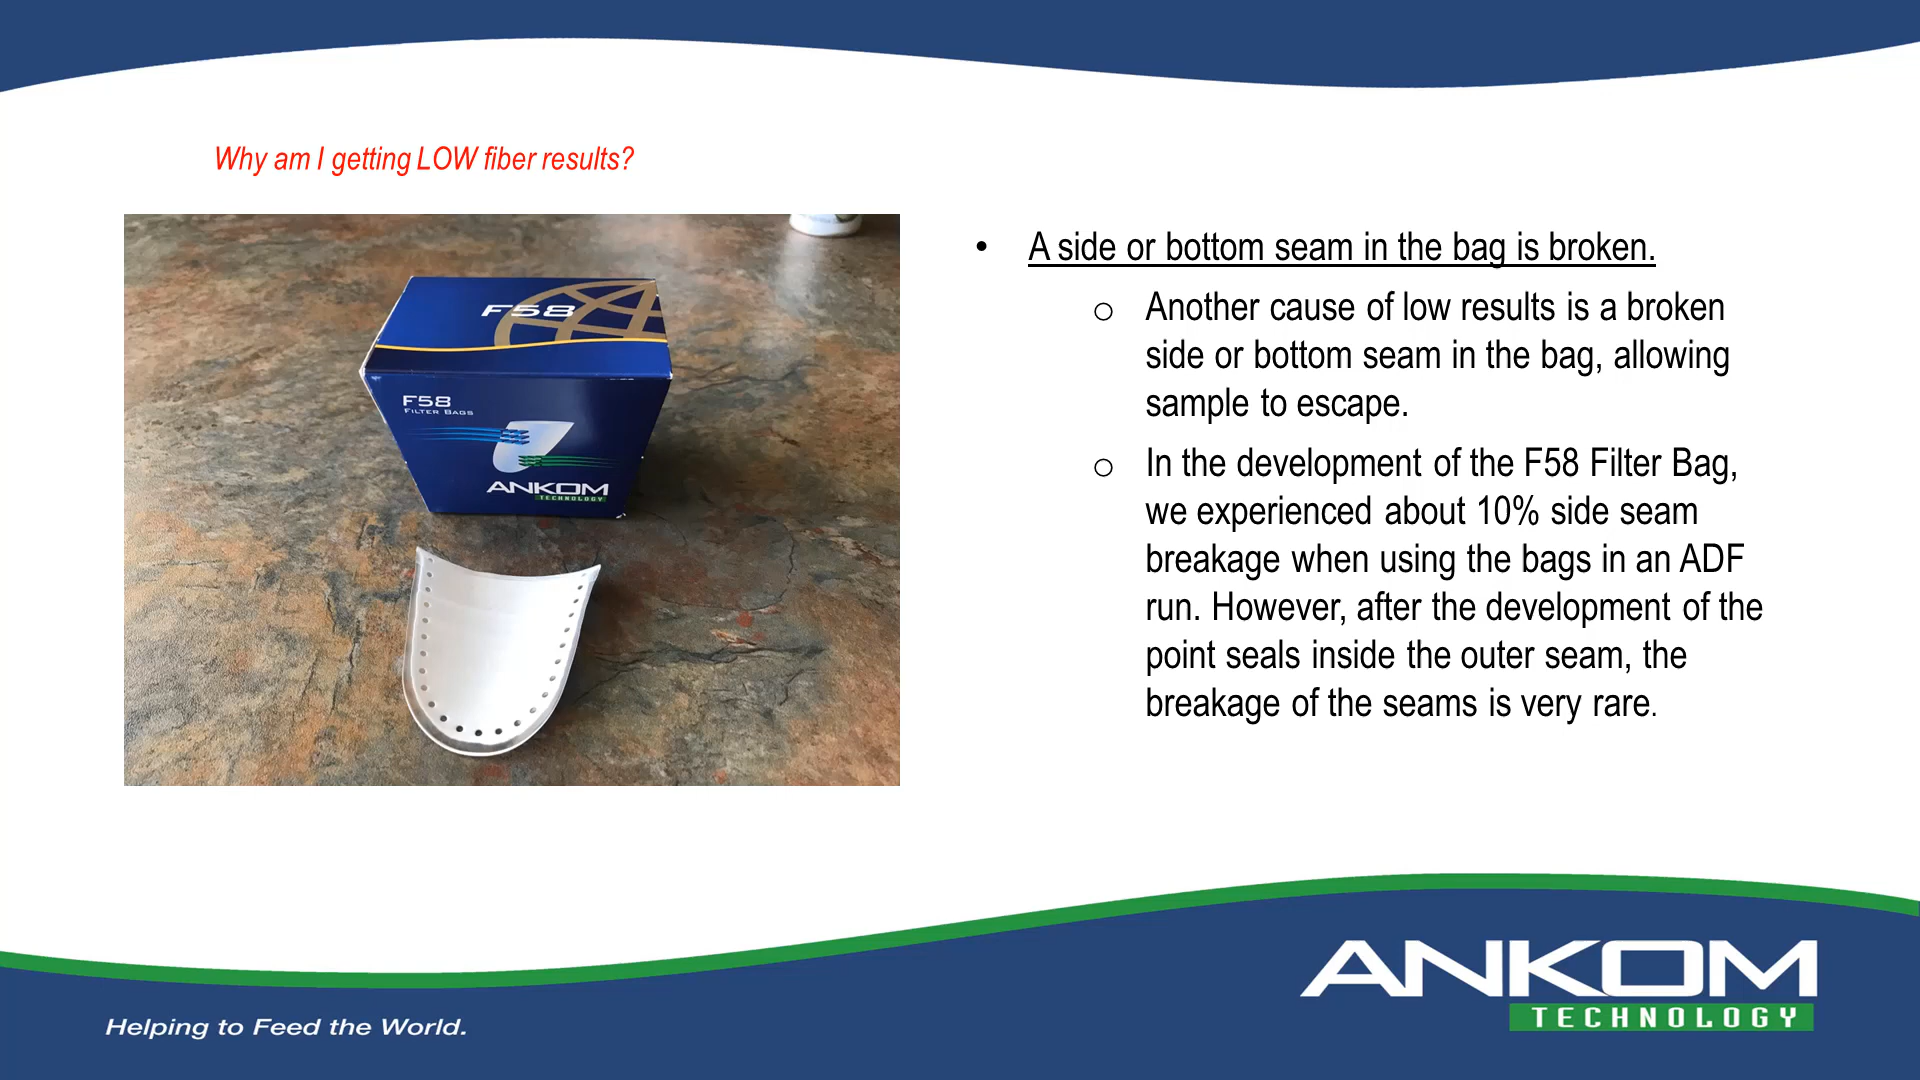 Why am I getting LOW fiber results?
F58
F58
FILTER BAGS
ANKOM
TECHNOLOGY
• A side or bottom seam in the bag is broken.
o Another cause of low results is a broken
side or bottom seam in the bag, allowing
sample to escape.
o In the development of the F58 Filter Bag,
we experienced about 10% side seam
breakage when using the bags in an ADF
run. However, after the development of the
point seals inside the outer seam, the
breakage of the seams is very rare.
Helping to Feed the World.
ANKOM
TECHNOLOGY